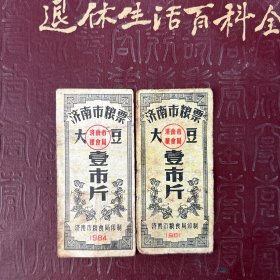 退休生活百科全
济南市粮票
大豆
济南市
粮食局
壹市斤
济南市粮食局印制
1984
济南市粮票
大豆
济南市
粮食局
壹市斤
济南市粮食局印制
1801